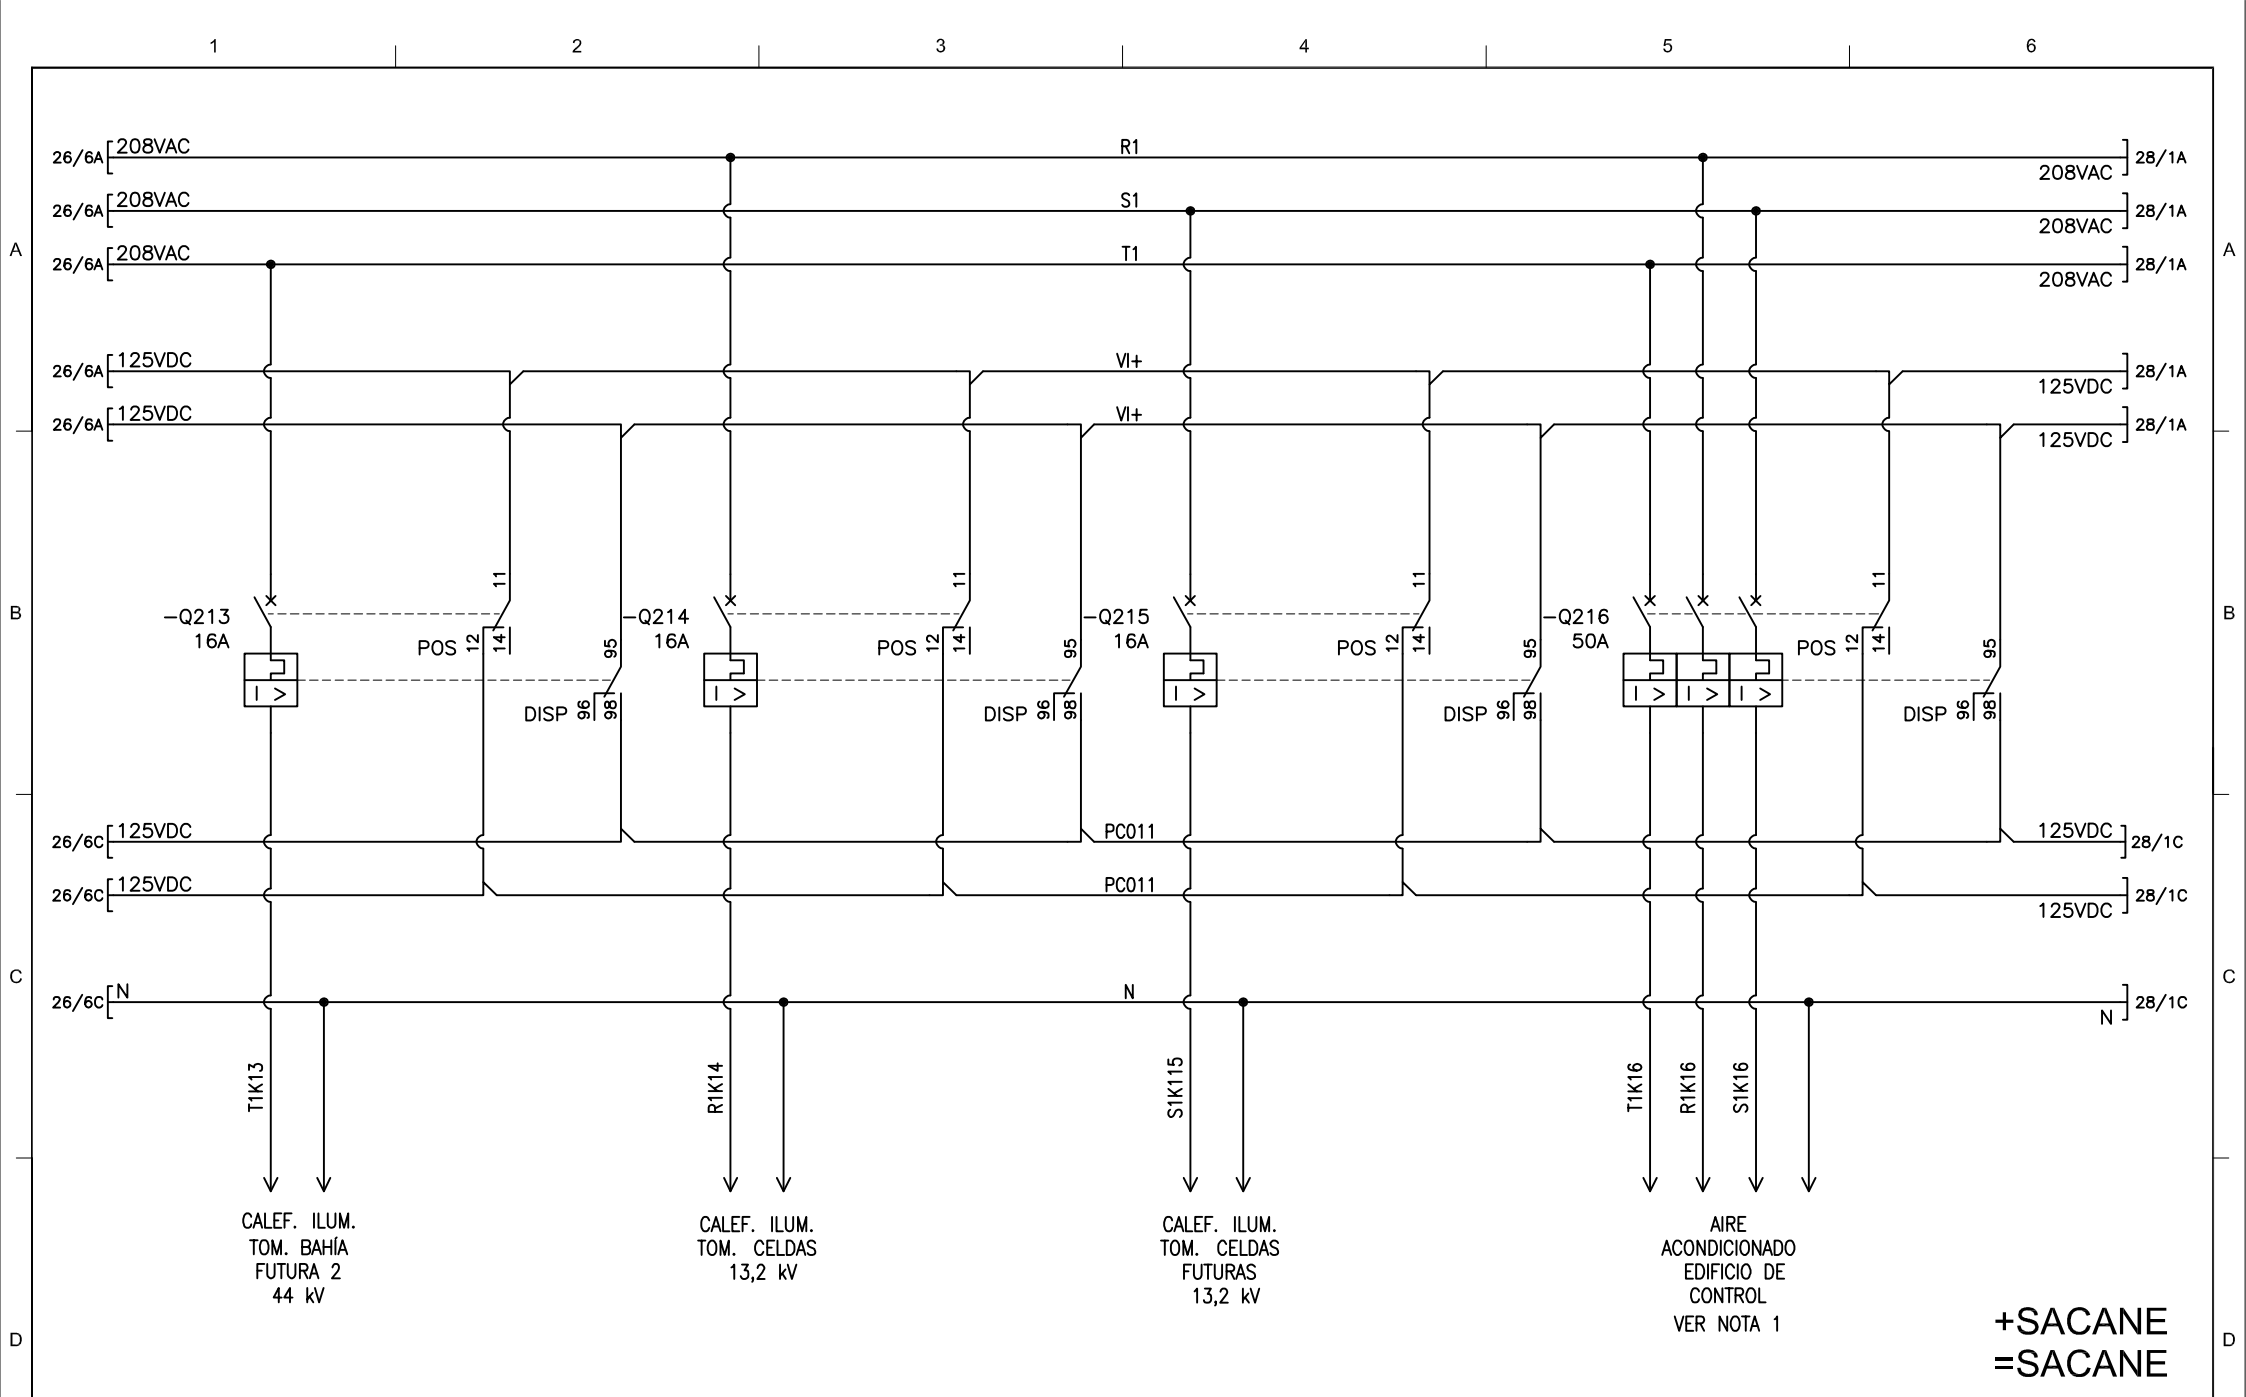 1 2 3 4 5 6
26/6A 208VAC R1 28/1A
208VAC
26/6A 208VAC S1 28/1A
208VAC
A A
26/6A 208VAC T1 28/1A
208VAC
26/6A 125VDC VI+ 28/1A
125VDC
26/6A 125VDC VI+ 28/1A
125VDC
11 11 11 11
B B
-Q213 -Q214 -Q215 -Q216
16A 16A 16A 50A
POS 12 14 95 POS 12 14 95 POS 12 14 95 POS 12 14 95
I > I > I > I > I > I >
DISP 96 98 DISP 96 98 DISP 96 98 DISP 96 98
26/6C 125VDC PC011 125VDC 28/1C
26/6C 125VDC PC011 28/1C
125VDC
C C
26/6C N N 28/1C
N
T1K13 R1K14 S1K115 T1K16 R1K16 S1K16
CALEF. ILUM.
TOM. BAHÍA
FUTURA 2
44 kV
CALEF. ILUM.
TOM. CELDAS
13,2 kV
CALEF. ILUM.
TOM. CELDAS
FUTURAS
13,2 kV
AIRE
ACONDICIONADO
EDIFICIO DE
CONTROL
VER NOTA 1
D D
+SACANE
=SACANE